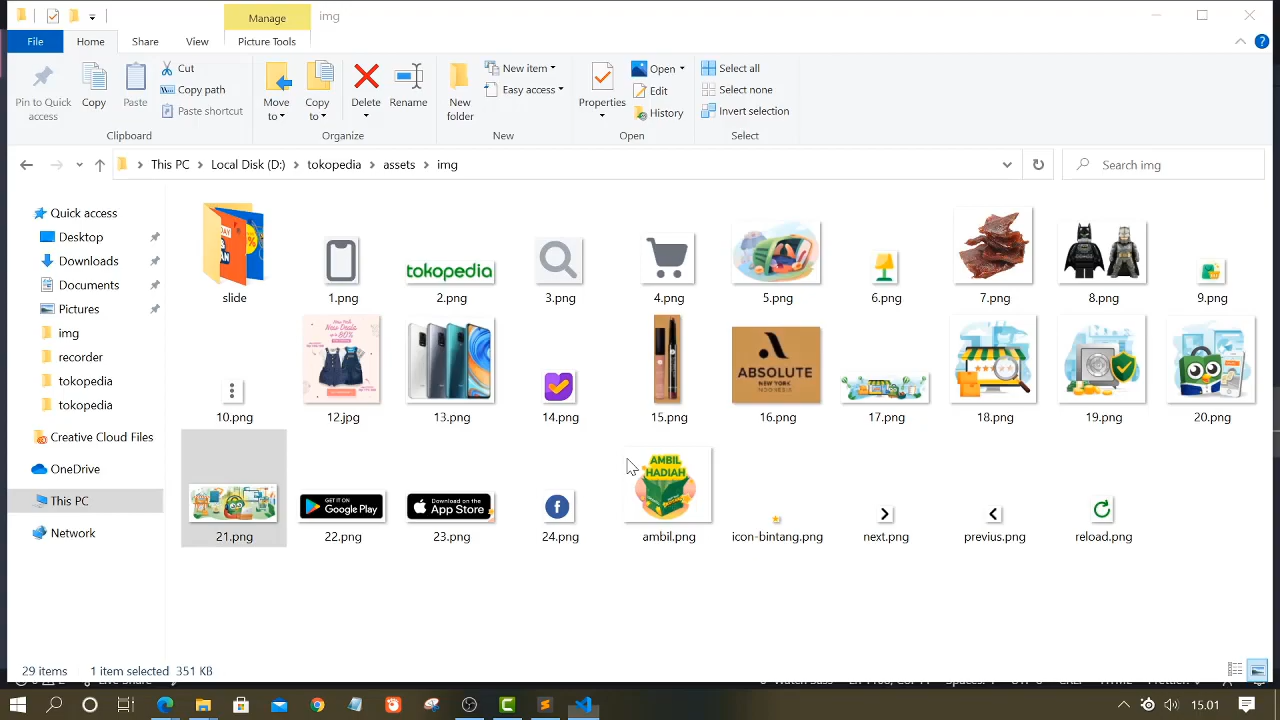 Manage
img
File
Home
Share
View
Picture Tools
Pin to Quick
access
Copy
Paste
Cut
Copy path
Paste shortcut
Clipboard
Move
to
Copy
to
Delete
Rename
Organize
New
folder
New item
Easy access
New
Properties
Open
Edit
History
Open
Select all
Select none
Invert selection
Select
This PC
Local Disk (D:)
tokopedia
assets
img
Search img
Quick access
Desktop
Downloads
Documents
Pictures
img
recorder
tokopedia
tokopedia
Creative Cloud Files
OneDrive
This PC
Network
slide
1.png
tokopedia
2.png
3.png
4.png
5.png
6.png
7.png
8.png
9.png
10.png
12.jpg
13.png
14.png
15.png
ABSOLUTE
NEW YORK
INDONESIA
16.png
17.png
18.png
19.png
20.png
21.png
GET IT ON
Google Play
22.png
Download on the
App Store
23.png
24.png
AMBIL
HADIAH
ambil.png
icon-bintang.png
next.png
previus.png
reload.png
29 items
1 item selected
351 KB
15.01